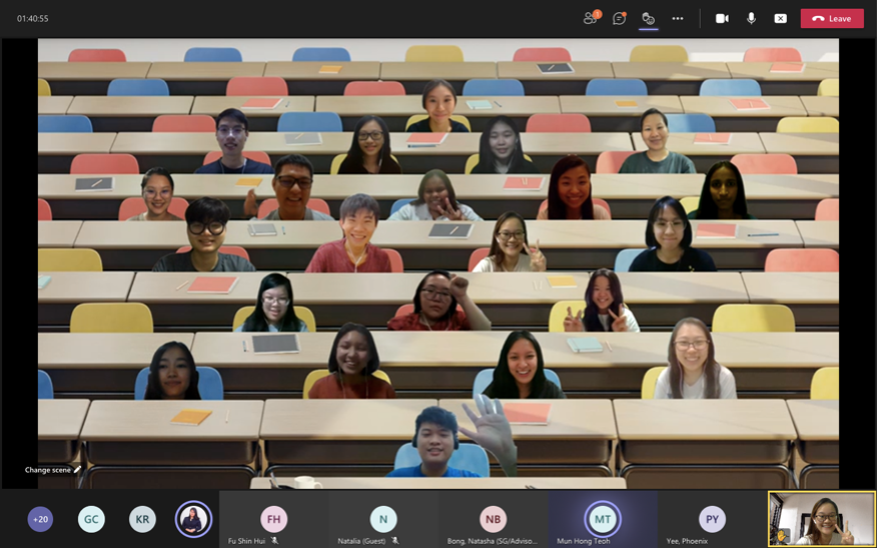 01:40:55
1
Leave
Change scene
+20
GC
KR
FH
Fu Shin Hui
N
Natalia (Guest)
NB
Bong, Natasha (SG/Adviso...
MT
Mun Hong Teoh
PY
Yee, Phoenix